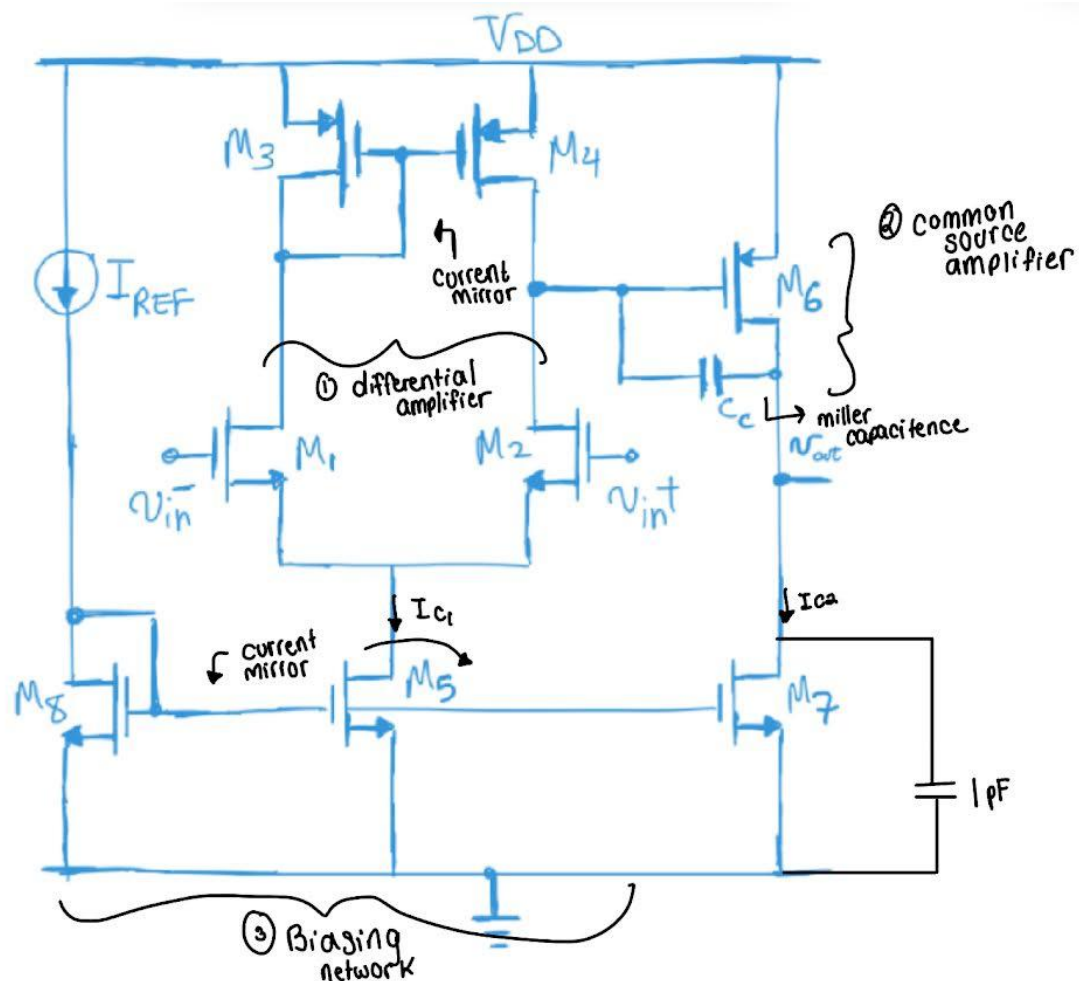 VDD
M3
M4
② common
source
amplifier
current
mirror
M6
IREF
① differential
amplifier
Cc
miller
capacitence
M1
M2
vout
vin-
vin+
Ic1
Ic2
current
mirror
M8
M5
M7
1pF
③ Biasing
network